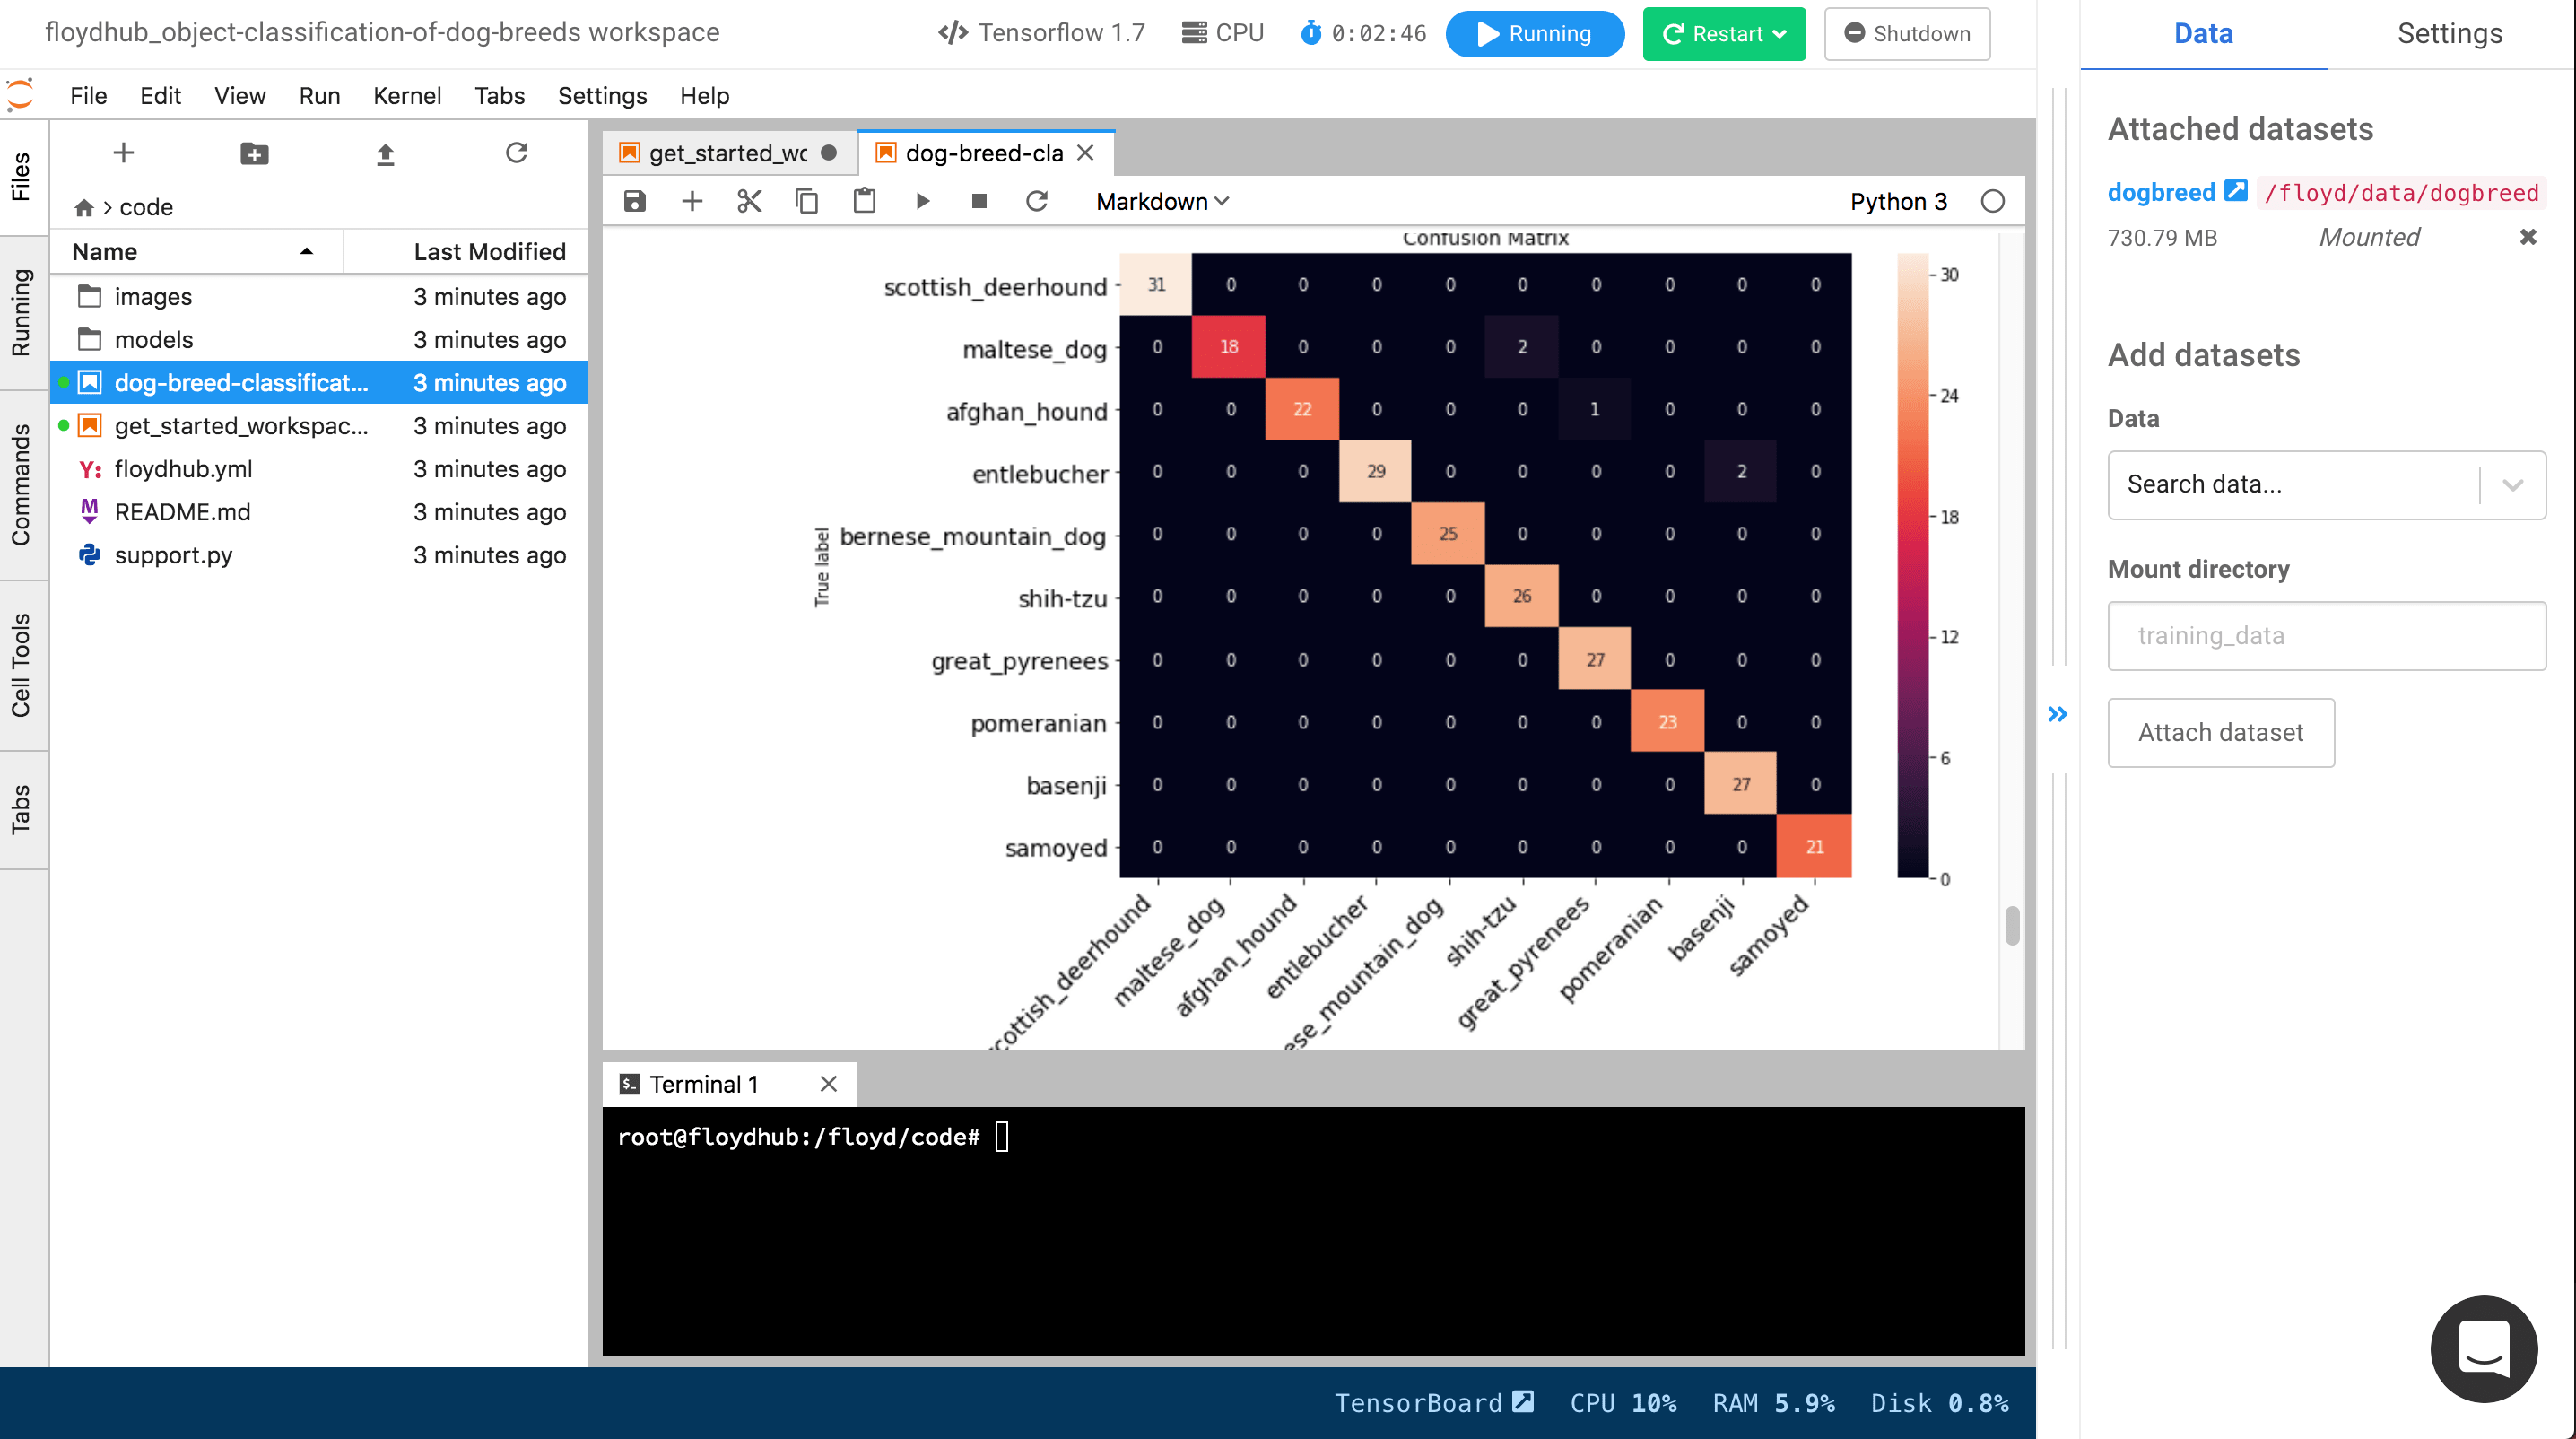 floydhub_object-classification-of-dog-breeds workspace
Tensorflow 1.7
CPU
0:02:46
Running
Restart
Shutdown
Data
Settings
File Edit View Run Kernel Tabs Settings Help
Files
Running
Commands
Cell Tools
Tabs
code
Name
Last Modified
images 3 minutes ago
models 3 minutes ago
dog-breed-classificat... 3 minutes ago
get_started_workspac... 3 minutes ago
floydhub.yml 3 minutes ago
README.md 3 minutes ago
support.py 3 minutes ago
get_started_wo
dog-breed-cla
Markdown
Python 3
Confusion Matrix
True label
scottish_deerhound 31 0 0 0 0 0 0 0 0 0
maltese_dog 0 18 0 0 0 2 0 0 0 0
afghan_hound 0 0 22 0 0 0 1 0 0 0
entlebucher 0 0 0 29 0 0 0 0 2 0
bernese_mountain_dog 0 0 0 0 25 0 0 0 0 0
shih-tzu 0 0 0 0 0 26 0 0 0 0
great_pyrenees 0 0 0 0 0 0 27 0 0 0
pomeranian 0 0 0 0 0 0 0 23 0 0
basenji 0 0 0 0 0 0 0 0 27 0
samoyed 0 0 0 0 0 0 0 0 0 21
cottish_deerhound
maltese_dog
afghan_hound
entlebucher
ese_mountain_dog
shih-tzu
great_pyrenees
pomeranian
basenji
samoyed
30
24
18
12
6
0
Terminal 1
root@floydhub:/floyd/code#
TensorBoard CPU 10% RAM 5.9% Disk 0.8%
Attached datasets
dogbreed /floyd/data/dogbreed
730.79 MB Mounted
Add datasets
Data
Search data...
Mount directory
training_data
Attach dataset